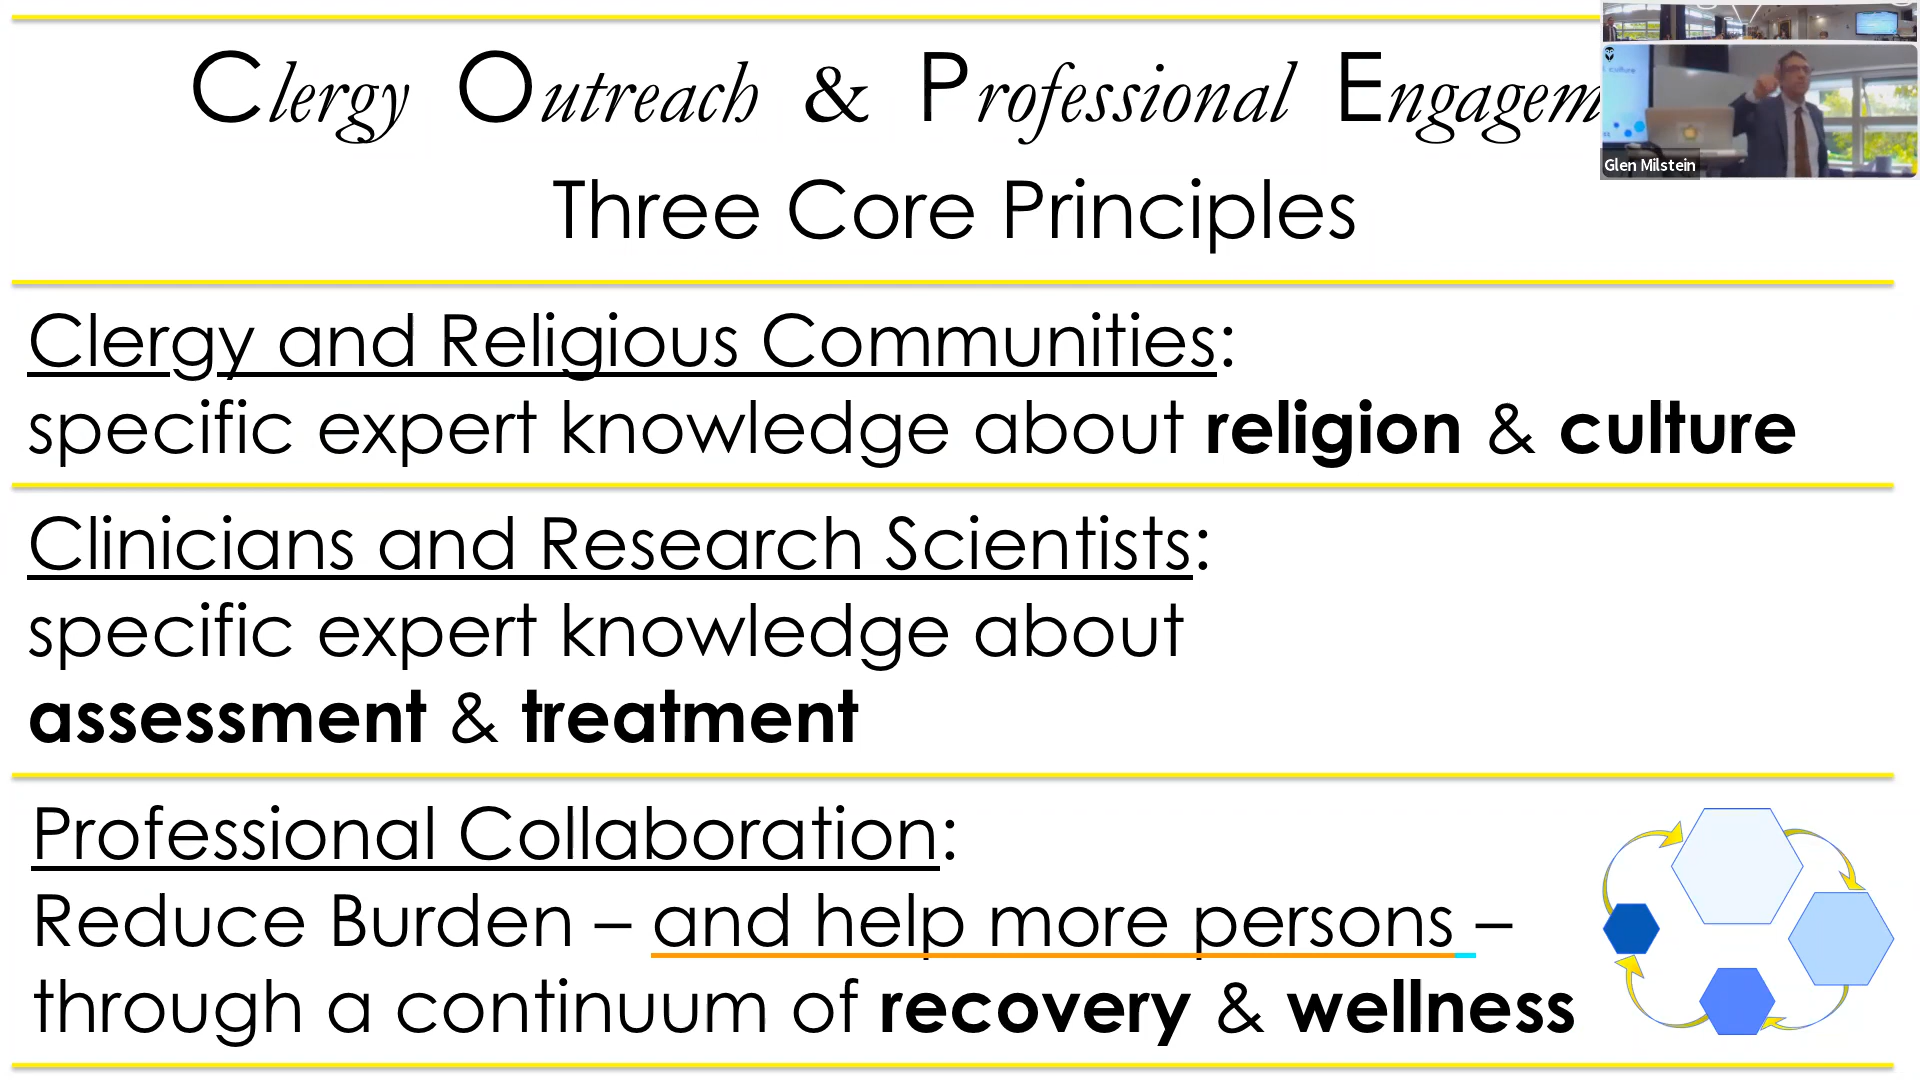 Clergy Outreach & Professional Engagem
Glen Milstein
Three Core Principles
Clergy and Religious Communities:
specific expert knowledge about religion & culture
Clinicians and Research Scientists:
specific expert knowledge about
assessment & treatment
Professional Collaboration:
Reduce Burden – and help more persons –
through a continuum of recovery & wellness